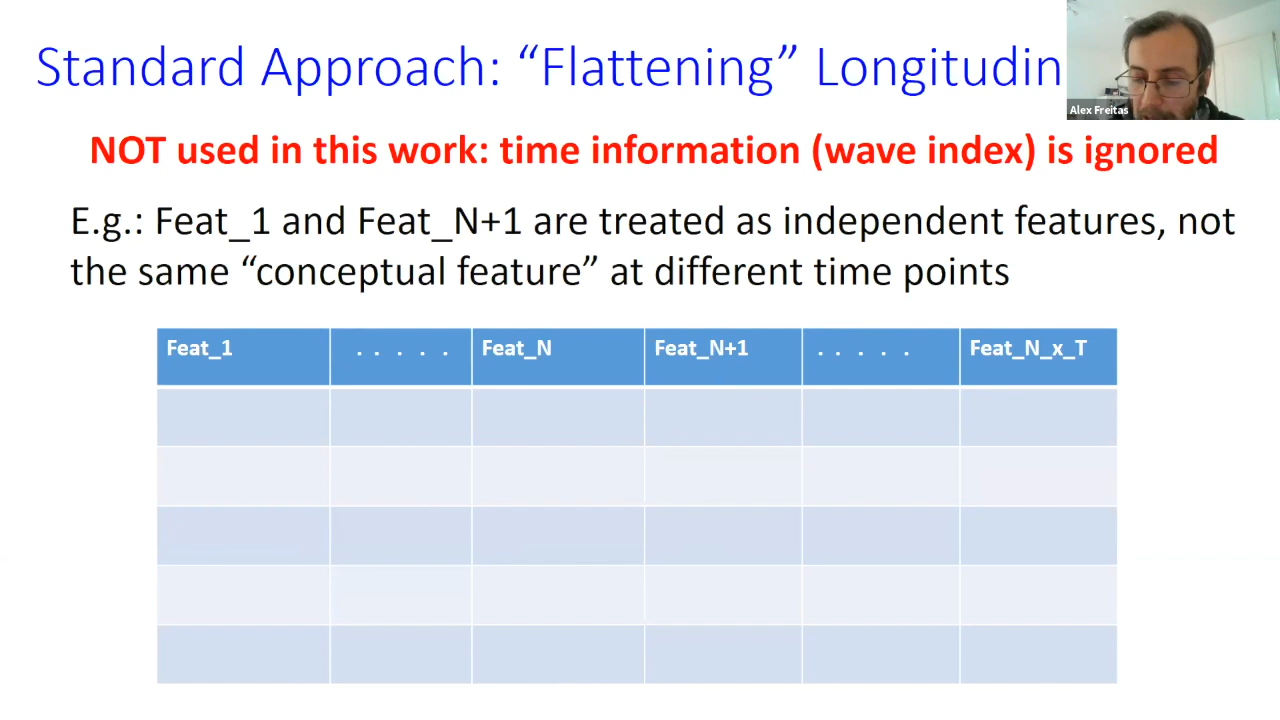 Standard Approach: “Flattening” Longitudin
Alex Freitas
NOT used in this work: time information (wave index) is ignored
E.g.: Feat_1 and Feat_N+1 are treated as independent features, not
the same “conceptual feature” at different time points
Feat_1 . . . . . Feat_N Feat_N+1 . . . . . Feat_N_x_T